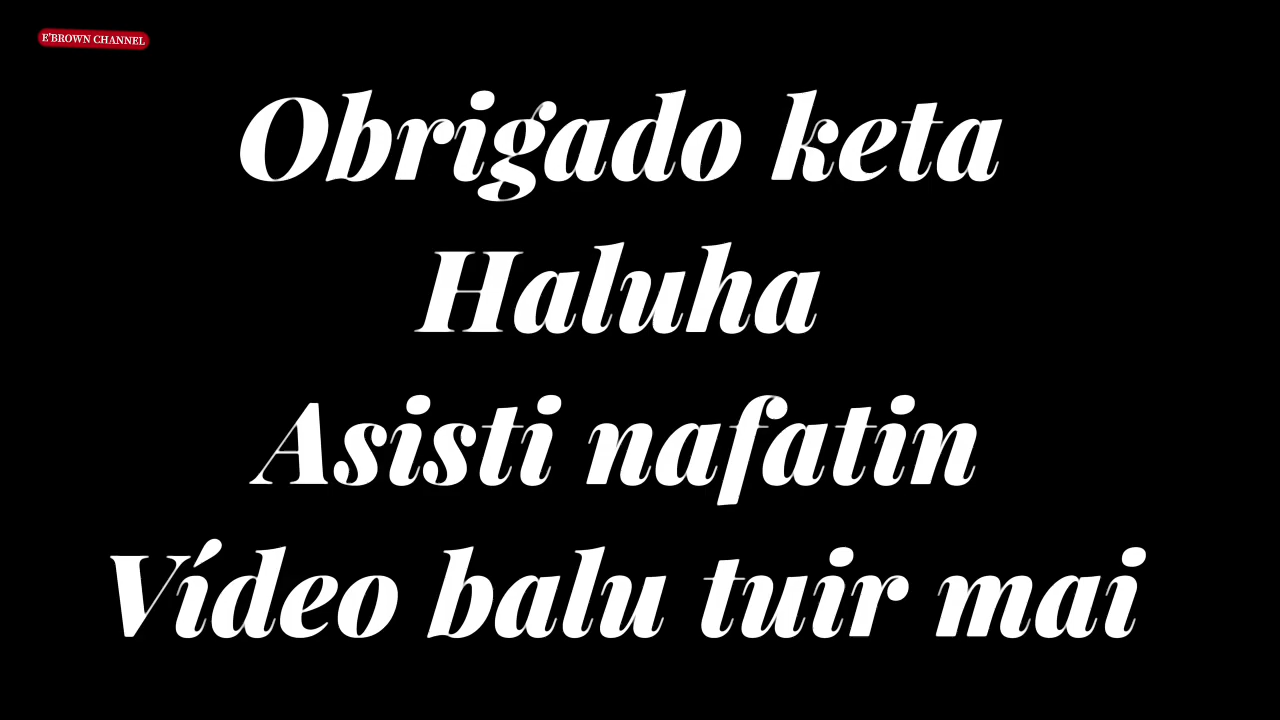 E'BROWN CHANNEL
Obrigado keta
Haluha
Asisti nafatin
Vídeo balu tuir mai